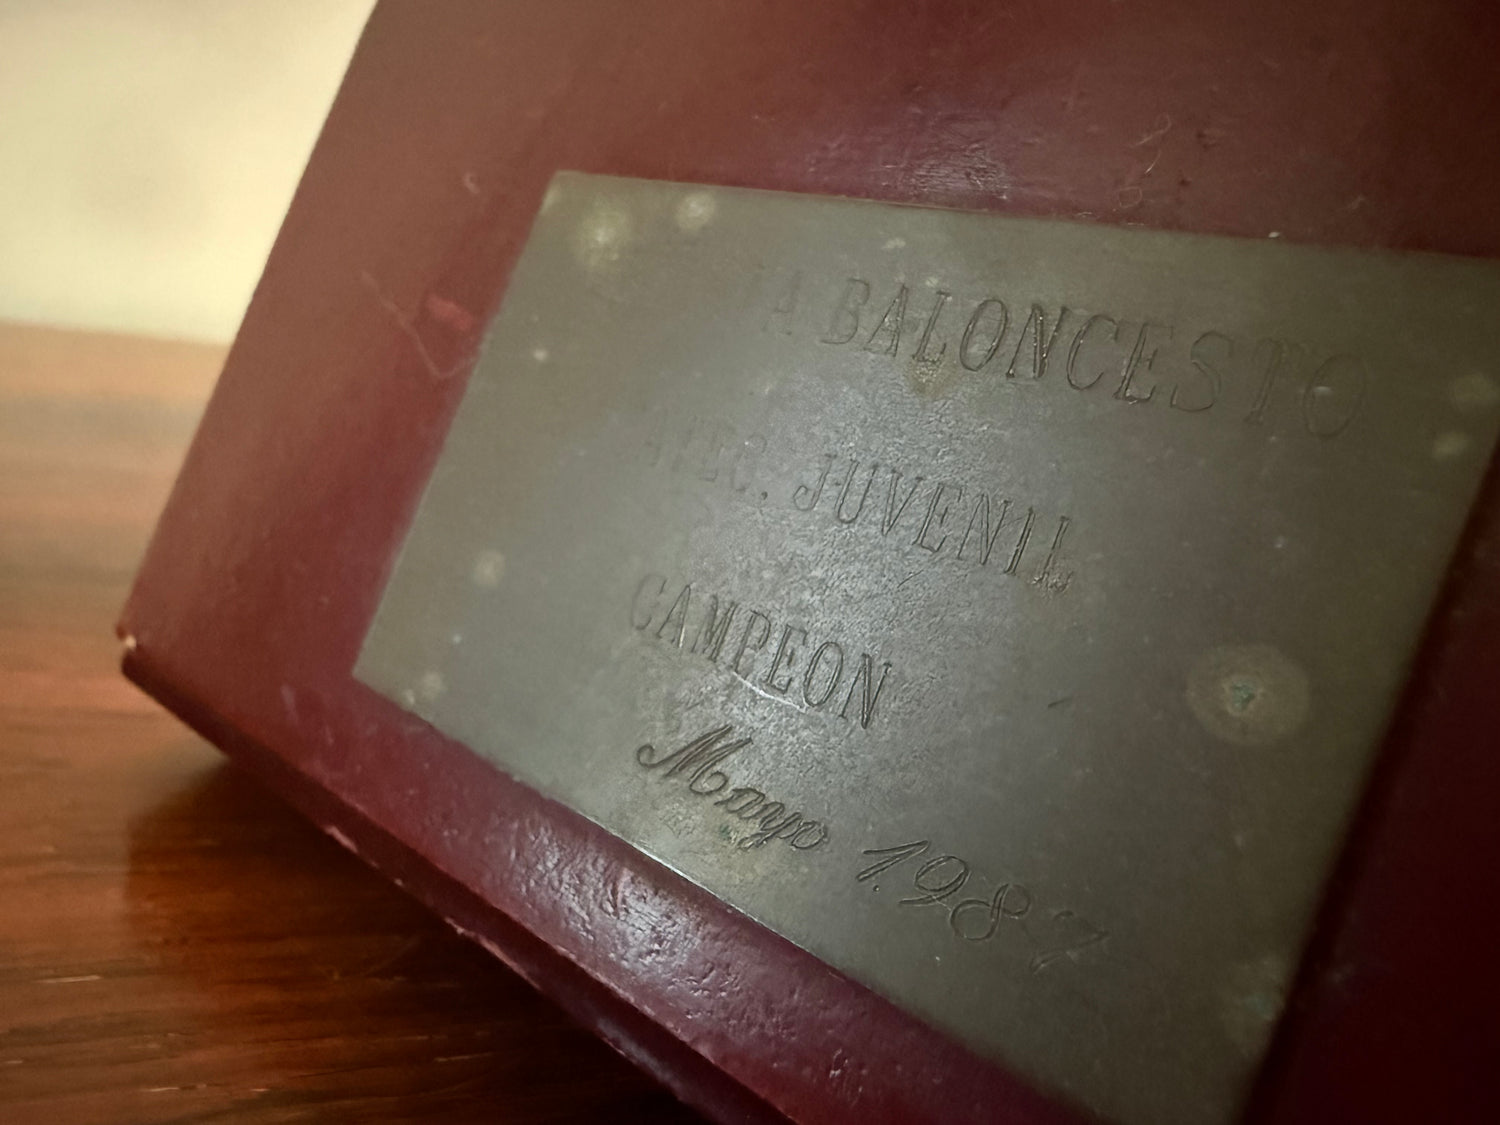 A BALONCESTO
JUVENIL
CAMPEON
Mayo 1.987